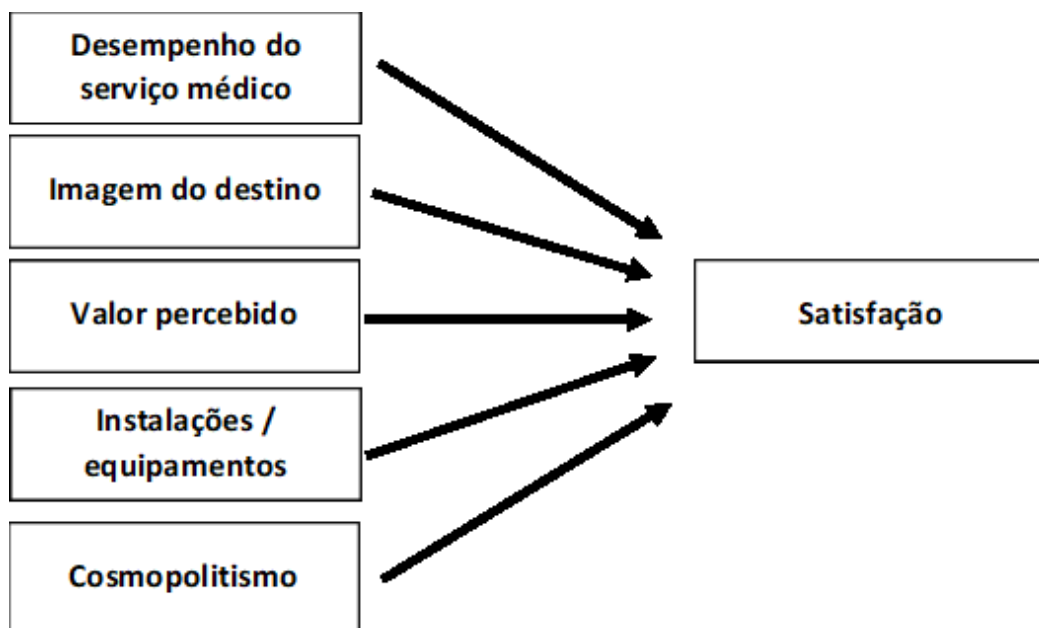 Desempenho do
serviço médico
Imagem do destino
Valor percebido
Satisfação
Instalações /
equipamentos
Cosmopolitismo